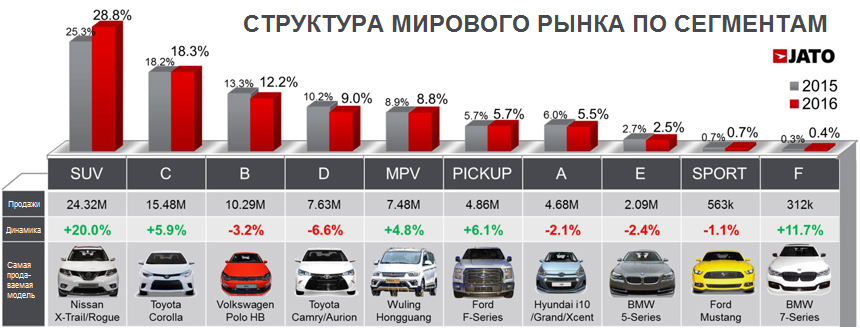 СТРУКТУРА МИРОВОГО РЫНКА ПО СЕГМЕНТАМ
JATO
2015
2016
25.3% 28.8% 18.2% 18.3% 13.3% 12.2% 10.2% 9.0% 8.9% 8.8% 5.7% 5.7% 6.0% 5.5% 2.7% 2.5% 0.7% 0.7% 0.3% 0.4%
SUV C B D MPV PICKUP A E SPORT F
Продажи 24.32M 15.48M 10.29M 7.63M 7.48M 4.86M 4.68M 2.09M 563k 312k
Динамика +20.0% +5.9% -3.2% -6.6% +4.8% +6.1% -2.1% -2.4% -1.1% +11.7%
Самая
прода-
ваемая
модель
Nissan Toyota Volkswagen Toyota Wuling Ford Hyundai i10 BMW Ford BMW
X-Trail/Rogue Corolla Polo HB Camry/Aurion Hongguang F-Series /Grand/Xcent 5-Series Mustang 7-Series